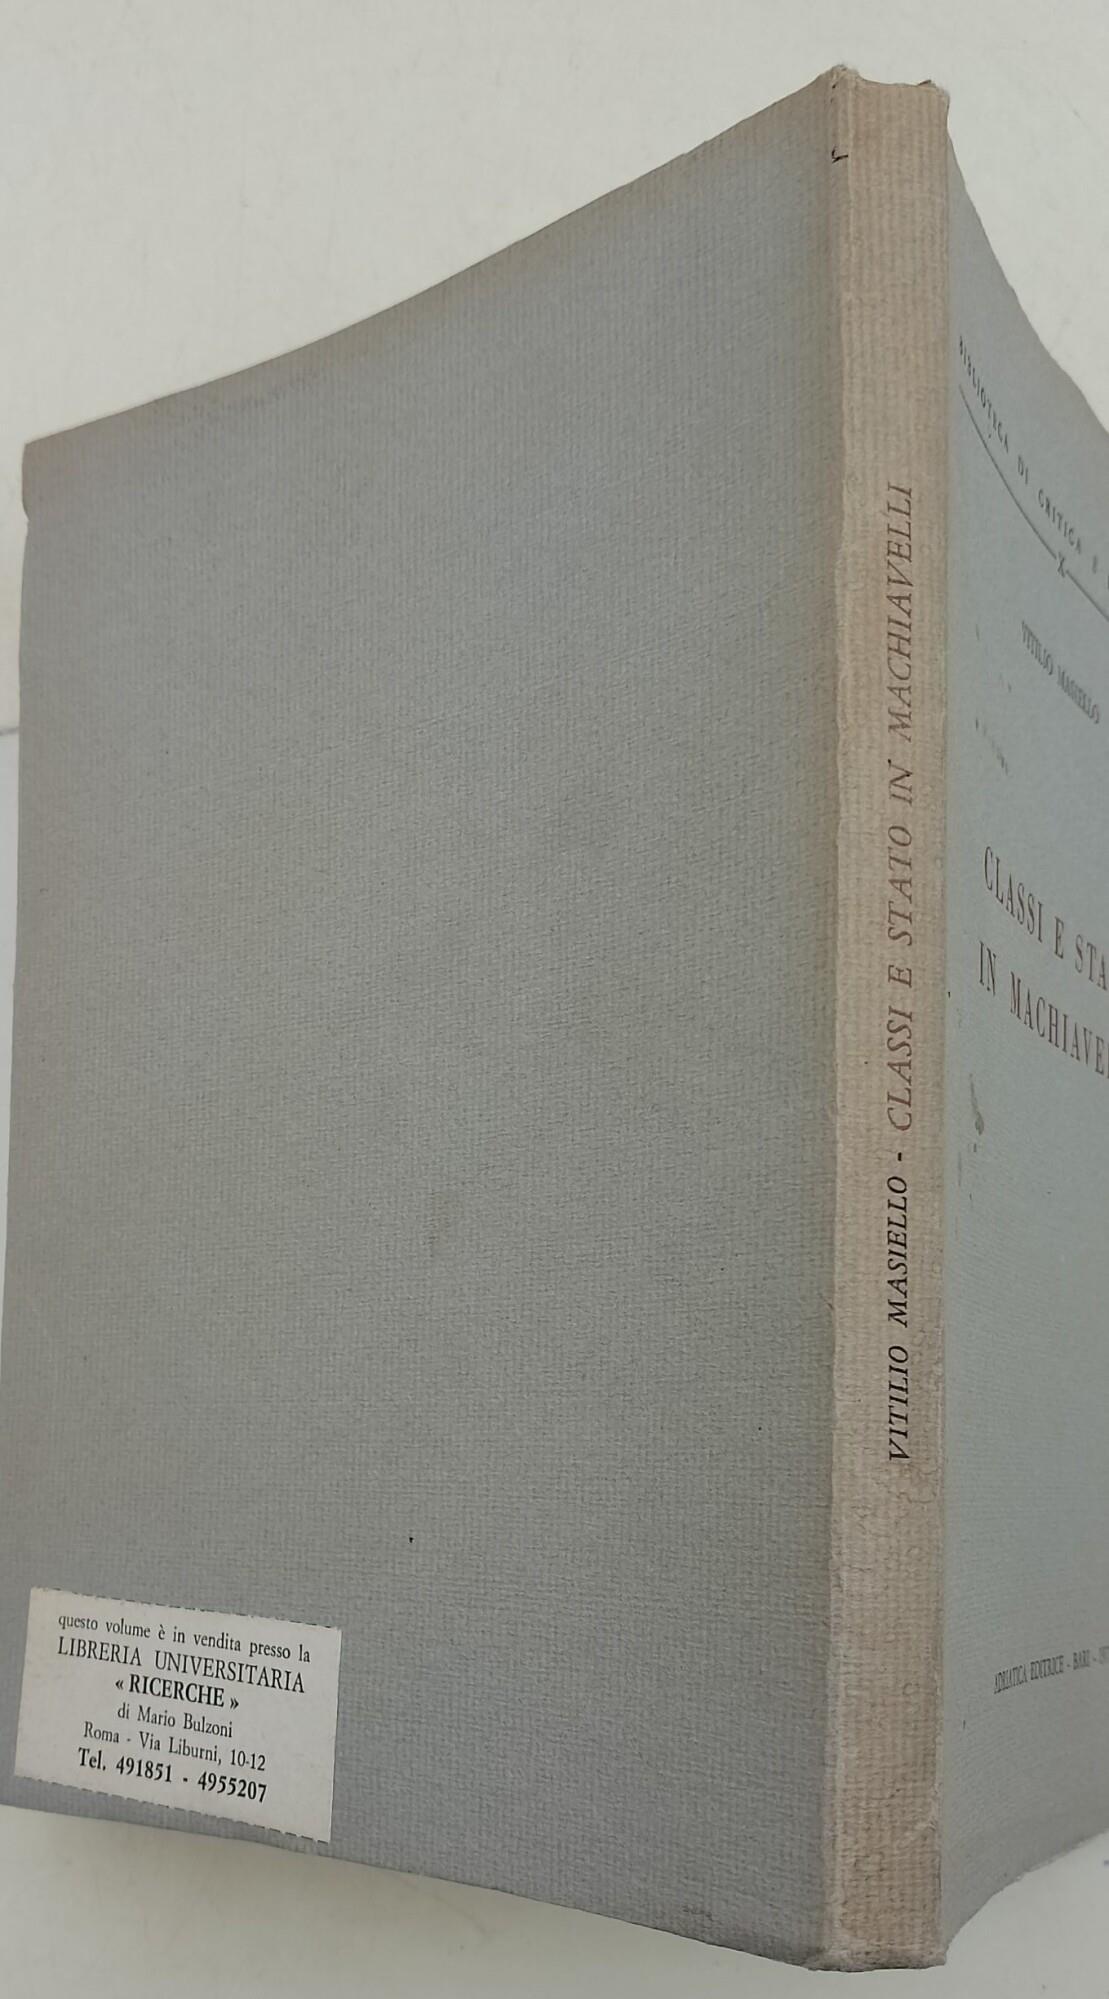 questo volume è in vendita presso la
LIBRERIA UNIVERSITARIA
« RICERCHE »
di Mario Bulzoni
Roma - Via Liburni, 10-12
Tel. 491851 - 4955207
VITILIO MASIELLO - CLASSI E STATO IN MACHIAVELLI
BIBLIOTECA DI CRITICA E
VITILIO MASIELLO
CLASSI E STA
IN MACHIAVE
ADRIATICA EDITRICE - BARI -